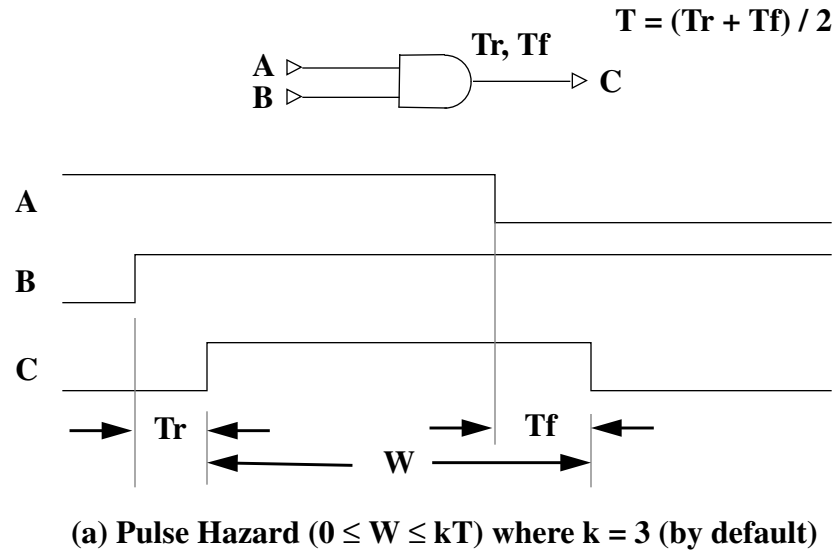 T = (Tr + Tf) / 2
Tr, Tf
A
B
C
A
B
C
Tr
Tf
W
(a) Pulse Hazard (0 ≤ W ≤ kT) where k = 3 (by default)